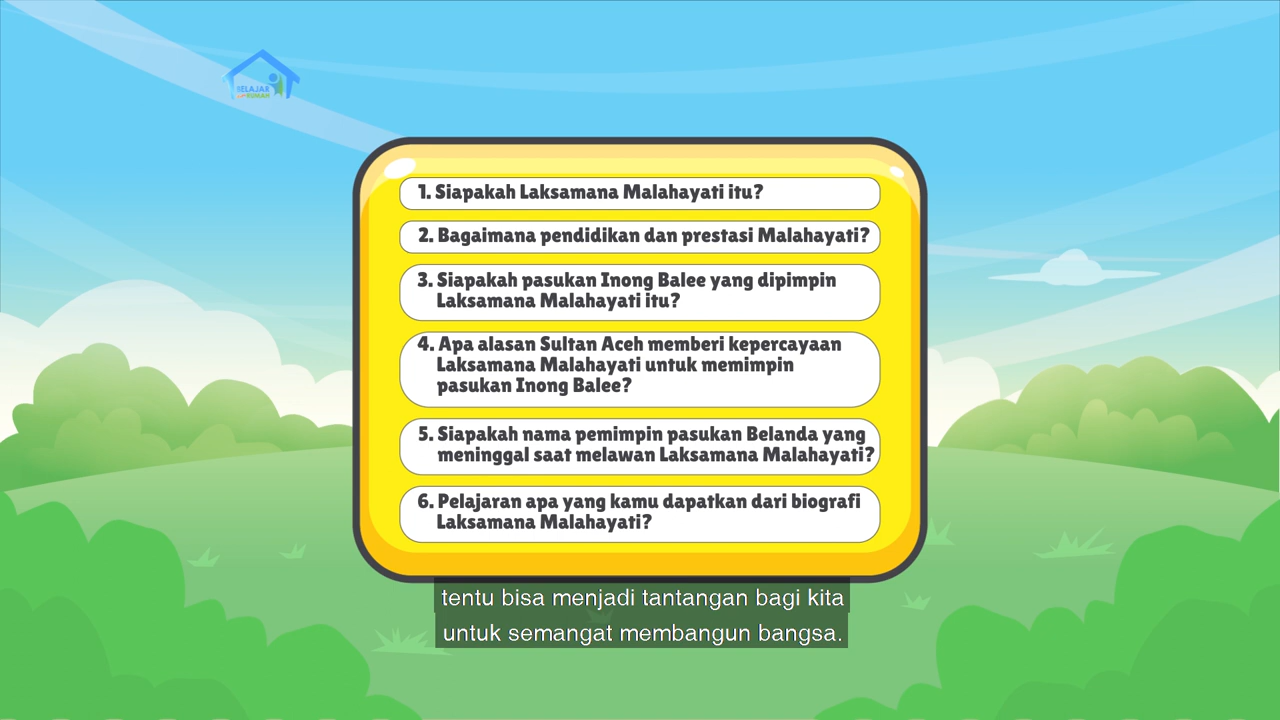 BELAJAR
RUMAH
1. Siapakah Laksamana Malahayati itu?
2. Bagaimana pendidikan dan prestasi Malahayati?
3. Siapakah pasukan Inong Balee yang dipimpin
Laksamana Malahayati itu?
4. Apa alasan Sultan Aceh memberi kepercayaan
Laksamana Malahayati untuk memimpin
pasukan Inong Balee?
5. Siapakah nama pemimpin pasukan Belanda yang
meninggal saat melawan Laksamana Malahayati?
6. Pelajaran apa yang kamu dapatkan dari biografi
Laksamana Malahayati?
tentu bisa menjadi tantangan bagi kita
untuk semangat membangun bangsa.